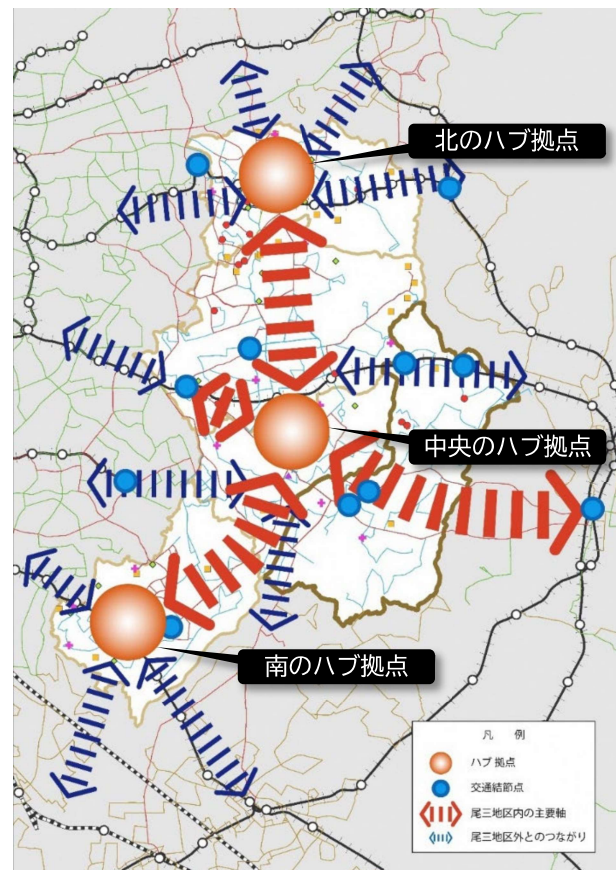 北のハブ拠点
中央のハブ拠点
南のハブ拠点
凡 例
ハブ拠点
交通結節点
尾三地区内の主要軸
尾三地区外とのつながり